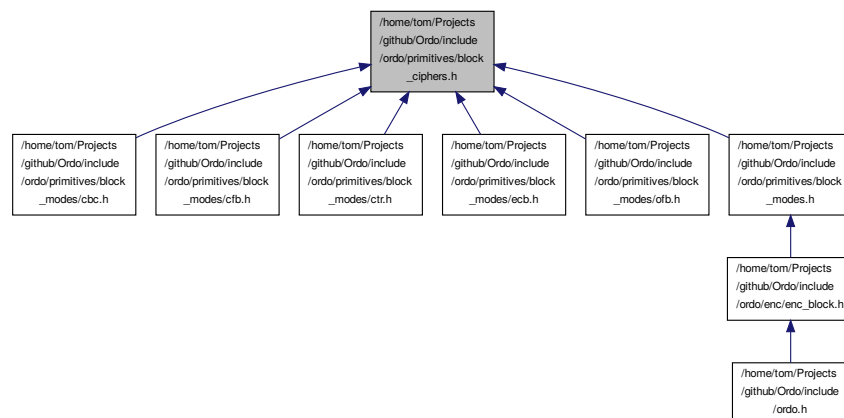 /home/tom/Projects
/github/Ordo/include
/ordo/primitives/block
_ciphers.h
/home/tom/Projects
/github/Ordo/include
/ordo/primitives/block
_modes/cbc.h
/home/tom/Projects
/github/Ordo/include
/ordo/primitives/block
_modes/cfb.h
/home/tom/Projects
/github/Ordo/include
/ordo/primitives/block
_modes/ctr.h
/home/tom/Projects
/github/Ordo/include
/ordo/primitives/block
_modes/ecb.h
/home/tom/Projects
/github/Ordo/include
/ordo/primitives/block
_modes/ofb.h
/home/tom/Projects
/github/Ordo/include
/ordo/primitives/block
_modes.h
/home/tom/Projects
/github/Ordo/include
/ordo/enc/enc_block.h
/home/tom/Projects
/github/Ordo/include
/ordo.h